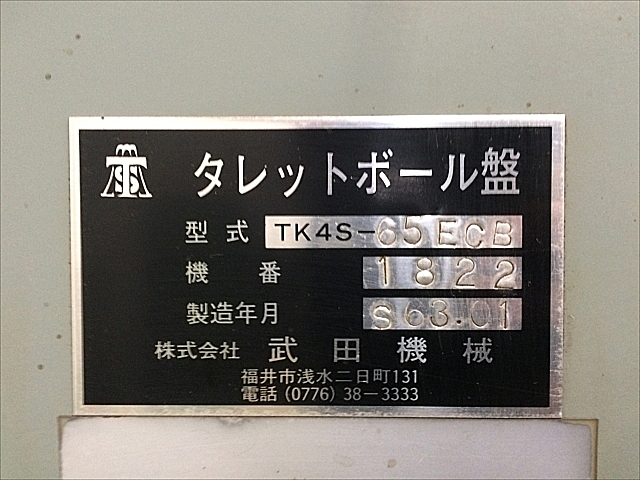 タレットボール盤
型式 TK4S-65ECB
機番 1822
製造年月 S63.01
株式会社 武田機械
福井市浅水二日町131
電話(0776)38-3333